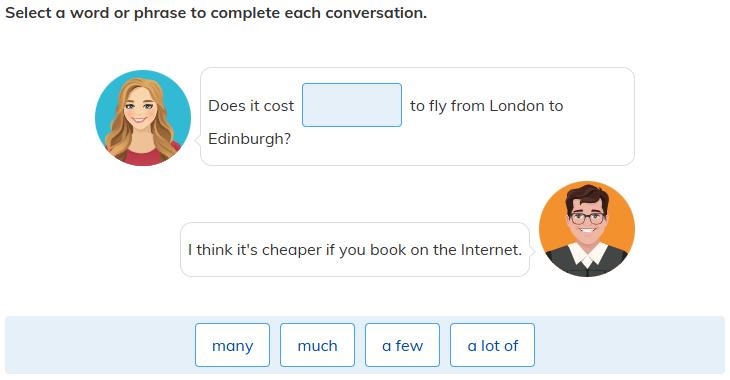 Select a word or phrase to complete each conversation.
Does it cost to fly from London to
Edinburgh?
I think it's cheaper if you book on the Internet.
many much a few a lot of